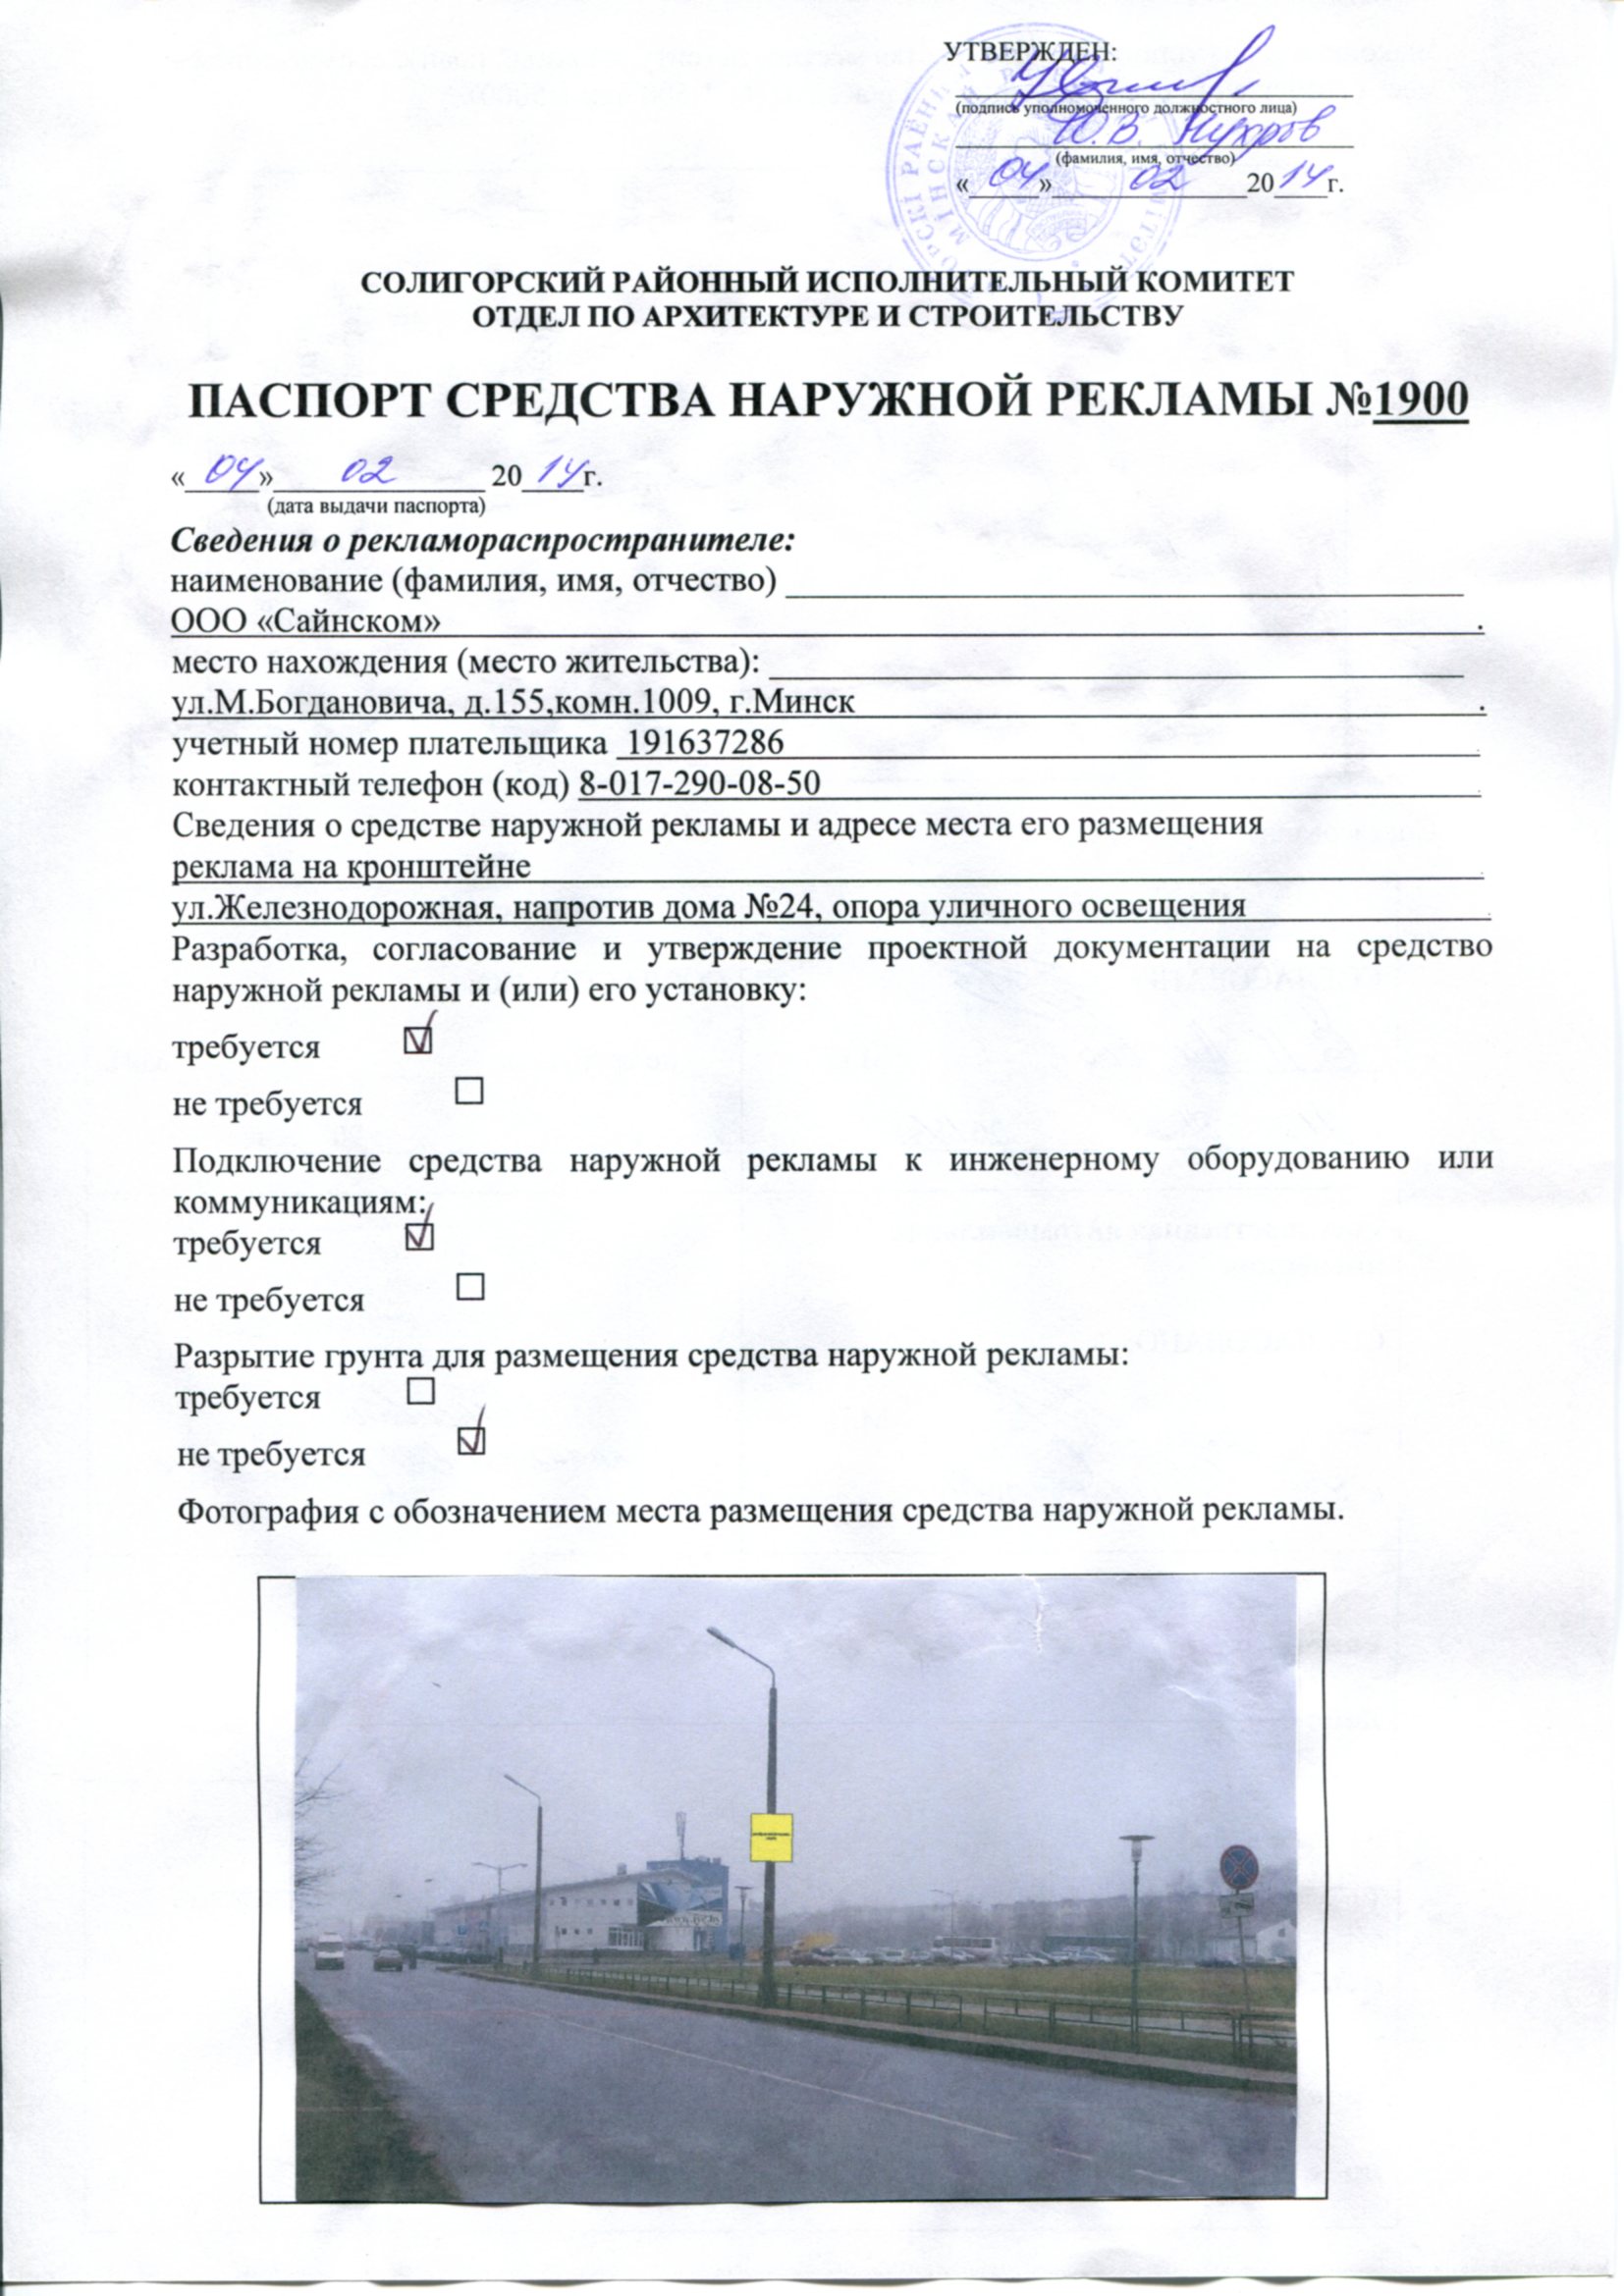 УТВЕРЖДЕН:
(подпись уполномоченного должностного лица)
Ю.В.
(фамилия, имя, отчество)
«04» 02 2014г.
СОЛИГОРСКИЙ РАЙОННЫЙ ИСПОЛНИТЕЛЬНЫЙ КОМИТЕТ
ОТДЕЛ ПО АРХИТЕКТУРЕ И СТРОИТЕЛЬСТВУ
ПАСПОРТ СРЕДСТВА НАРУЖНОЙ РЕКЛАМЫ №1900
«04» 02 2014г.
(дата выдачи паспорта)
Сведения о рекламораспространителе:
наименование (фамилия, имя, отчество)
ООО «Сайнском» .
место нахождения (место жительства):
ул.М.Богдановича, д.155,комн.1009, г.Минск .
учетный номер плательщика 191637286
контактный телефон (код) 8-017-290-08-50
Сведения о средстве наружной рекламы и адресе места его размещения
реклама на кронштейне
ул.Железнодорожная, напротив дома №24, опора уличного освещения
Разработка, согласование и утверждение проектной документации на средство
наружной рекламы и (или) его установку:
требуется
не требуется
Подключение средства наружной рекламы к инженерному оборудованию или
коммуникациям:
требуется
не требуется
Разрытие грунта для размещения средства наружной рекламы:
требуется
не требуется
Фотография с обозначением места размещения средства наружной рекламы.